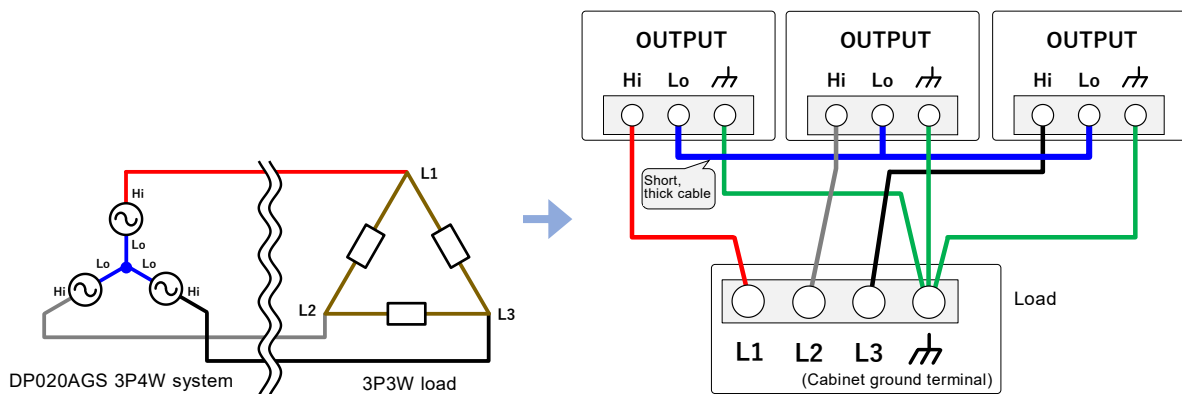 Hi
Lo
Lo
Lo
Hi
Hi
L1
L2
L3
DP020AGS 3P4W system
3P3W load
OUTPUT
Hi
Lo
OUTPUT
Hi
Lo
OUTPUT
Hi
Lo
Short,
thick cable
Load
L1
L2
L3
(Cabinet ground terminal)